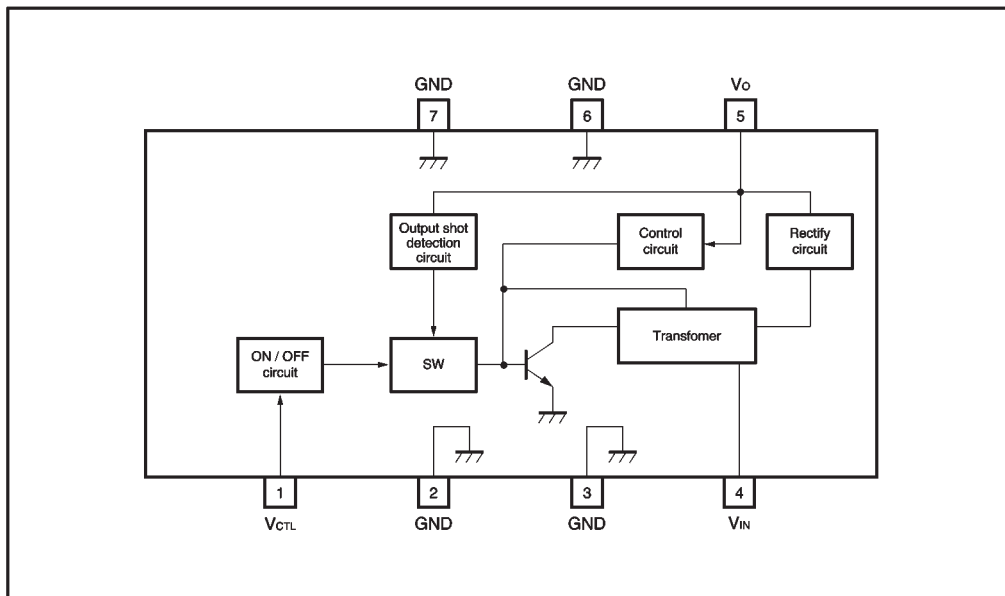 GND
GND
Vo
7
6
5
Output shot
detection
circuit
Control
circuit
Rectify
circuit
Transfomer
ON / OFF
circuit
SW
1
2
3
4
VCTL
GND
GND
VIN